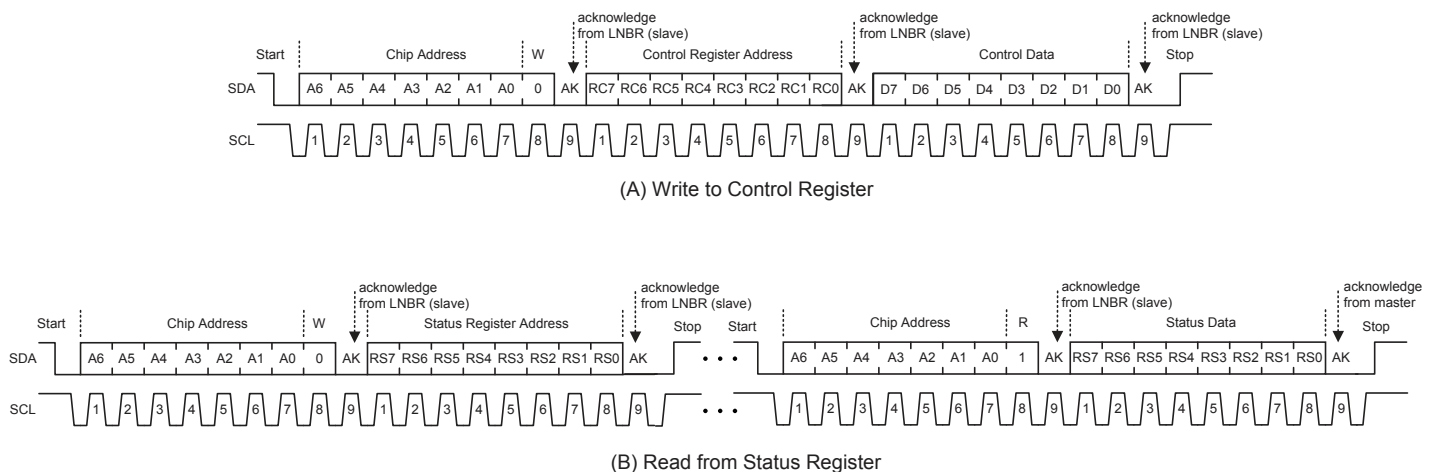 acknowledge acknowledge acknowledge
from LNBR (slave) from LNBR (slave) from LNBR (slave)
Start Chip Address W Control Register Address Control Data Stop
SDA A6 A5 A4 A3 A2 A1 A0 0 AK RC7 RC6 RC5 RC4 RC3 RC2 RC1 RC0 AK D7 D6 D5 D4 D3 D2 D1 D0 AK
SCL 1 2 3 4 5 6 7 8 9 1 2 3 4 5 6 7 8 9 1 2 3 4 5 6 7 8 9
(A) Write to Control Register
acknowledge acknowledge acknowledge acknowledge
from LNBR (slave) from LNBR (slave) from LNBR (slave) from master
Start Chip Address W Status Register Address Stop Start Chip Address R Status Data Stop
SDA A6 A5 A4 A3 A2 A1 A0 0 AK RS7 RS6 RS5 RS4 RS3 RS2 RS1 RS0 AK • • • A6 A5 A4 A3 A2 A1 A0 1 AK RS7 RS6 RS5 RS4 RS3 RS2 RS1 RS0 AK
SCL 1 2 3 4 5 6 7 8 9 1 2 3 4 5 6 7 8 9 • • • 1 2 3 4 5 6 7 8 9 1 2 3 4 5 6 7 8 9
(B) Read from Status Register